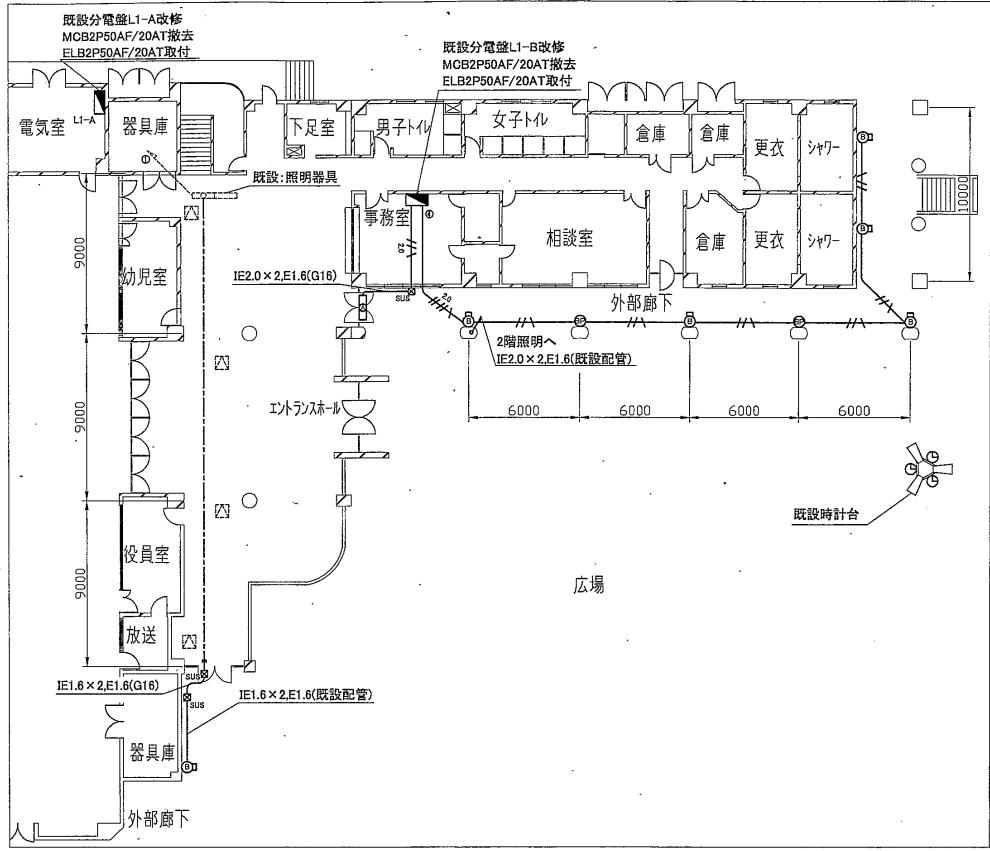 既設分電盤L1-A改修
MCB2P50AF/20AT撤去
ELB2P50AF/20AT取付
既設分電盤L1-B改修
MCB2P50AF/20AT撤去
ELB2P50AF/20AT取付
電気室
L1-A
器具庫
下足室
男子トイレ
女子トイレ
倉庫
倉庫
更衣
シャワー
既設:照明器具
10000
事務室
相談室
倉庫
更衣
シャワー
9000
幼児室
2.0
IE2.0×2,E1.6(G16)
SUS
2.0
外部廊下
B
BP
B
BP
B
B
B
2階照明へ
IE2.0×2,E1.6(既設配管)
6000
6000
6000
6000
9000
エントランスホール
既設時計台
9000
役員室
広場
放送
SUS
IE1.6×2,E1.6(G16)
SUS
IE1.6×2,E1.6(既設配管)
器具庫
B
外部廊下